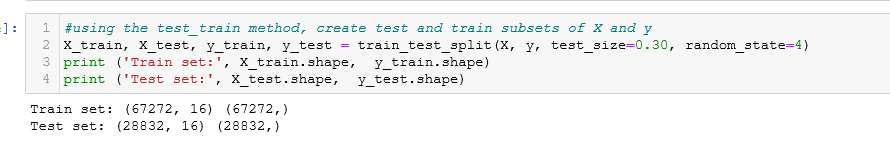 ]: 1 #using the test_train method, create test and train subsets of X and y
2 X_train, X_test, y_train, y_test = train_test_split(X, y, test_size=0.30, random_state=4)
3 print ('Train set:', X_train.shape,  y_train.shape)
4 print ('Test set:', X_test.shape,  y_test.shape)
Train set: (67272, 16) (67272,)
Test set: (28832, 16) (28832,)